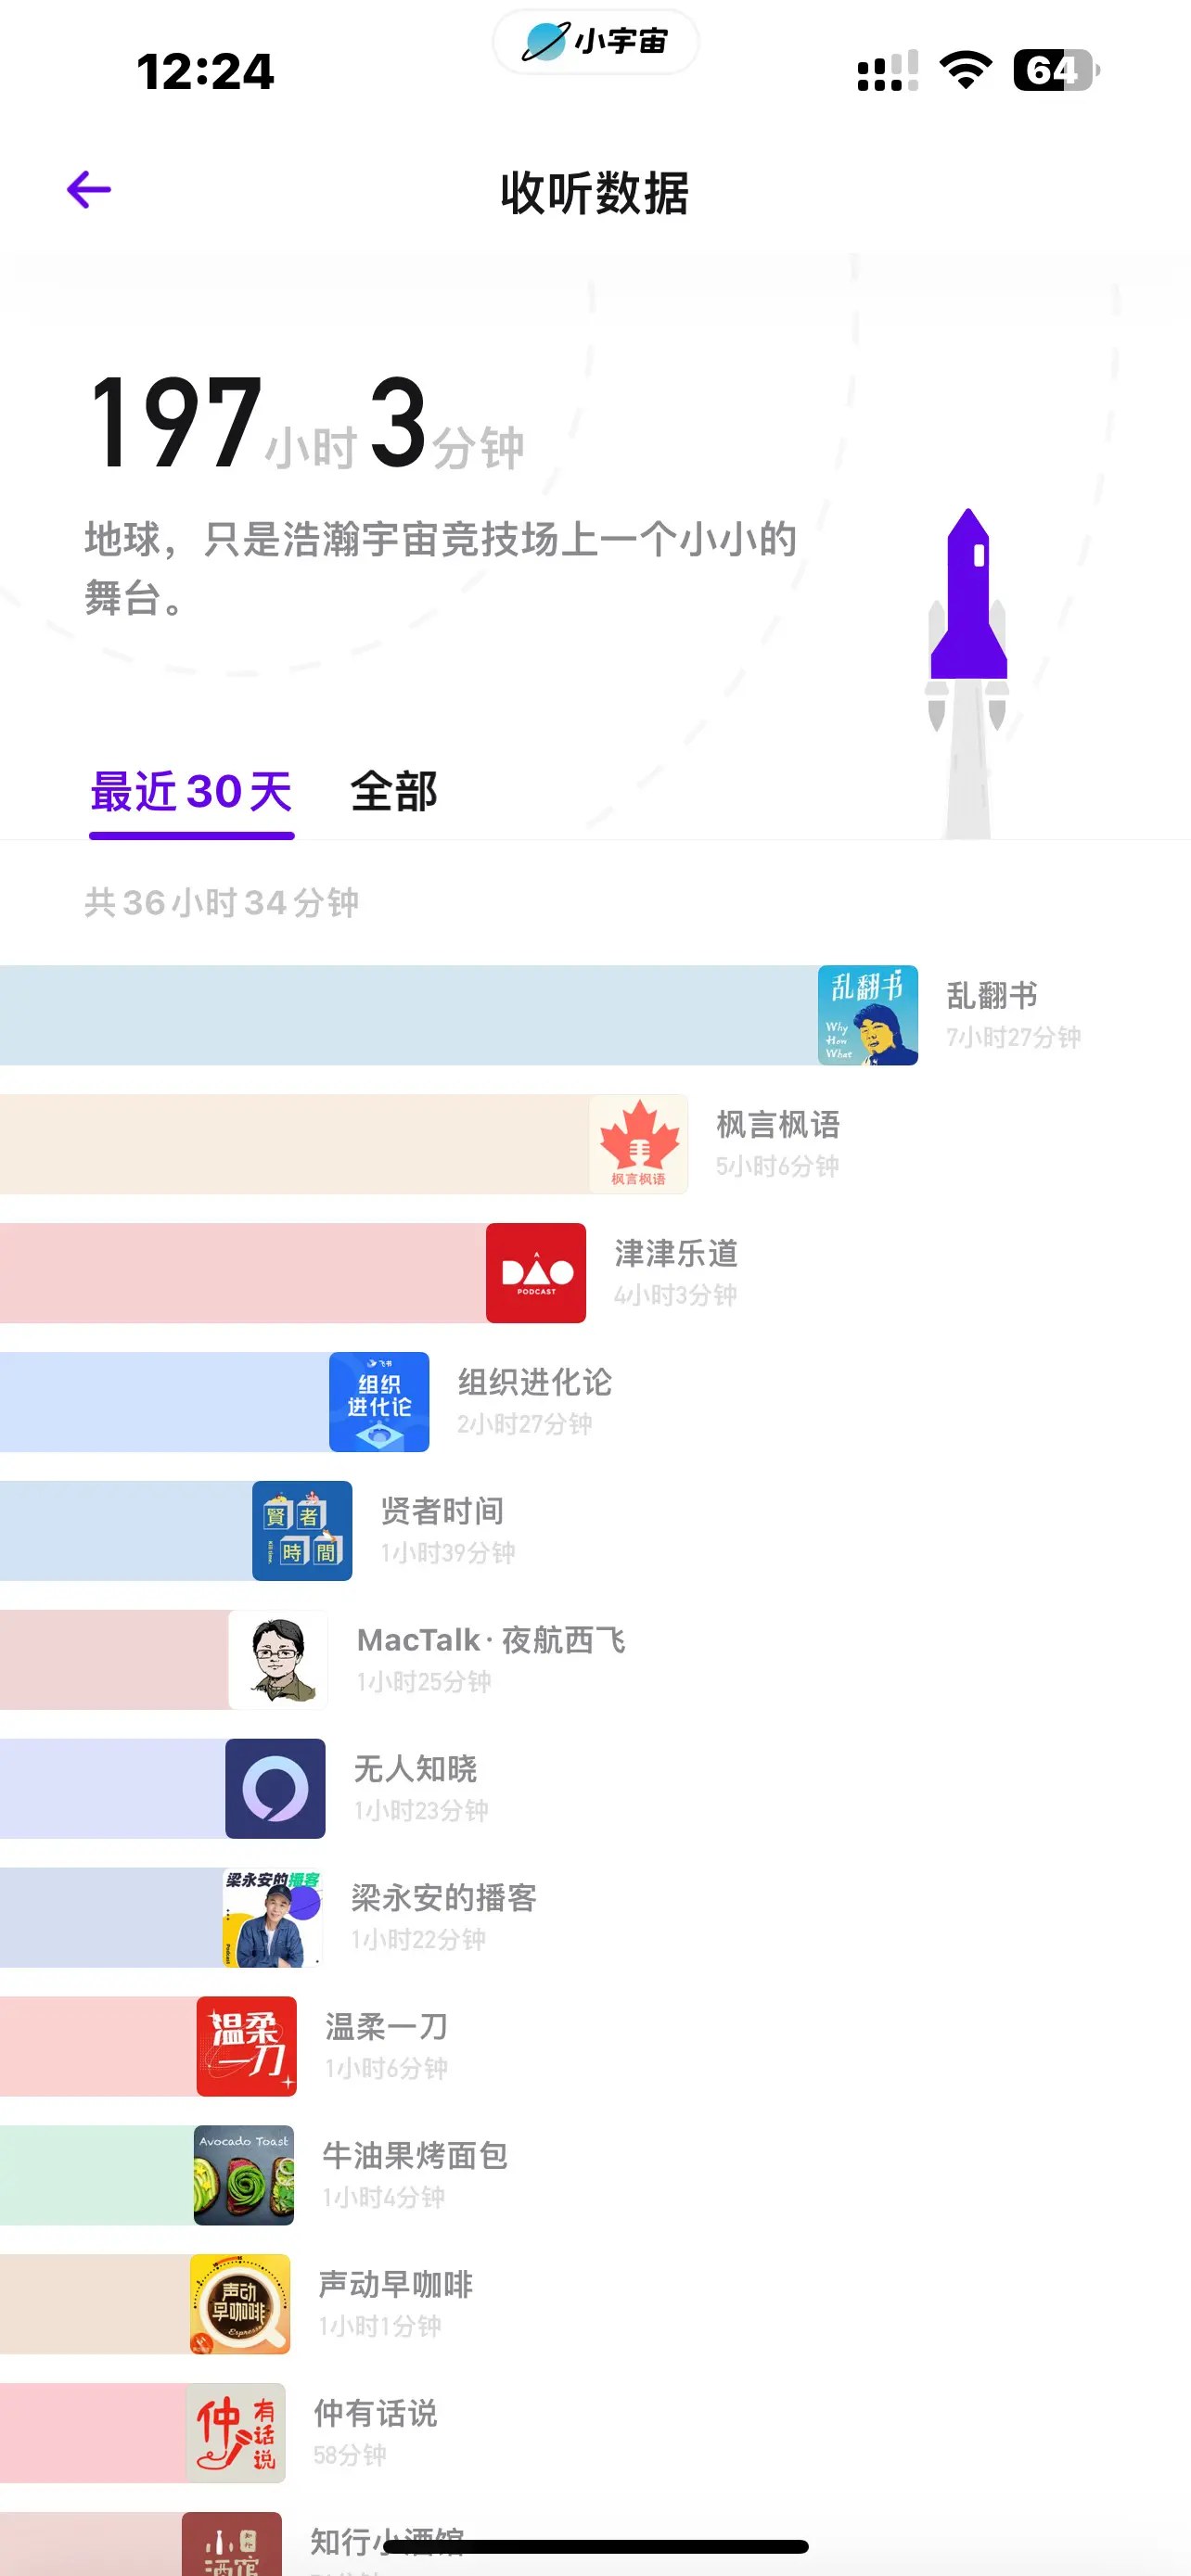 小宇宙
12:24
64
收听数据
197小时3分钟
地球，只是浩瀚宇宙竞技场上一个小小的
舞台。
最近30天 全部
共36小时34分钟
乱翻书
Why
How
What
乱翻书
7小时27分钟
枫言枫语
枫言枫语
5小时6分钟
A
DAO
PODCAST
津津乐道
4小时3分钟
飞书
组织
进化论
组织进化论
2小时27分钟
賢者
時間
Kill time.
贤者时间
1小时39分钟
MacTalk·夜航西飞
1小时25分钟
无人知晓
1小时23分钟
梁永安的播客
Podcast
梁永安的播客
1小时22分钟
温柔
一刀
温柔一刀
1小时6分钟
Avocado Toast
牛油果烤面包
1小时4分钟
声动
早咖啡
Espresso
声动早咖啡
1小时1分钟
仲有话说
仲有话说
58分钟
小酒馆
知行小酒馆